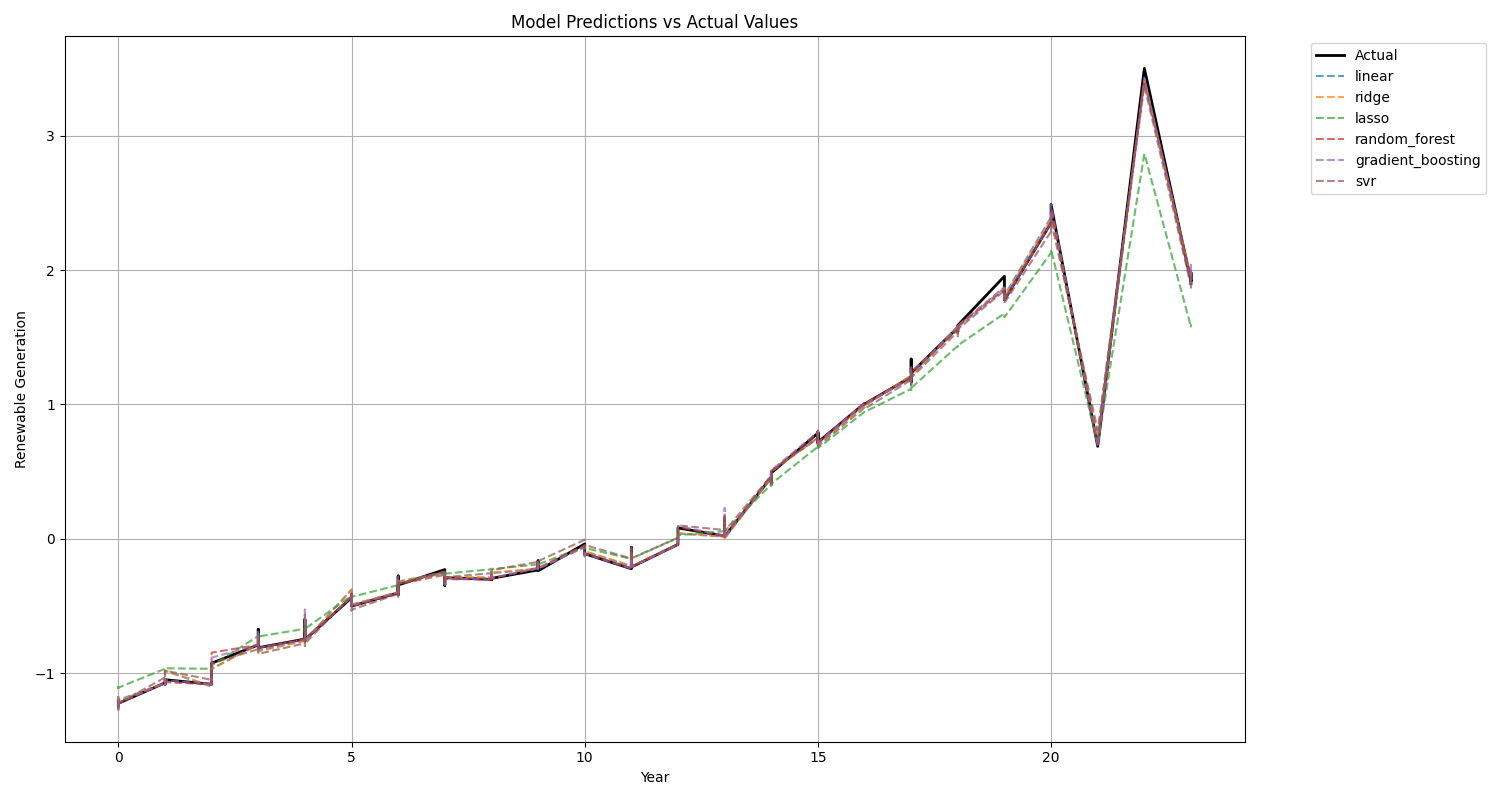 Model Predictions vs Actual Values
Actual
linear
ridge
lasso
random_forest
gradient_boosting
svr
Renewable Generation
3
2
1
0
−1
0
5
10
15
20
Year